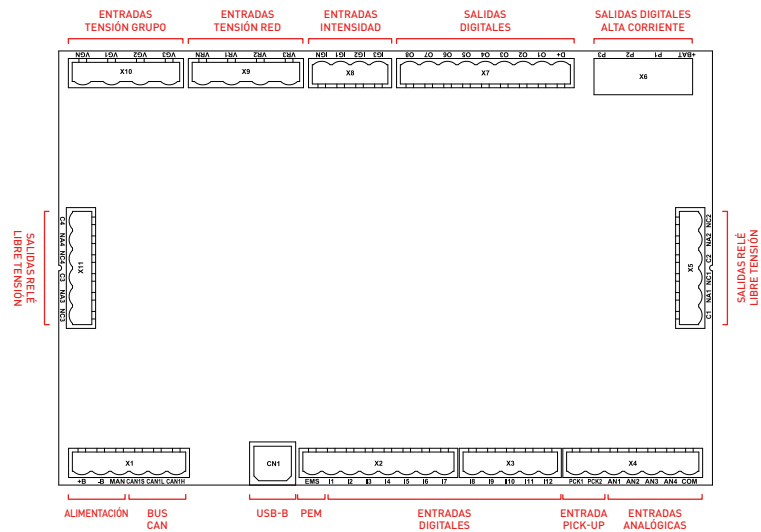 ENTRADAS
TENSIÓN GRUPO
ENTRADAS
TENSIÓN RED
ENTRADAS
INTENSIDAD
SALIDAS
DIGITALES
SALIDAS DIGITALES
ALTA CORRIENTE
VGN VG1 VG2 VG3
VRN VR1 VR2 VR3
IGN IG1 IG2 IG3
O8 O7 O6 O5 O4 O3 O2 O1 D+
P3 P2 P1 +BAT
X10
X9
X8
X7
X6
SALIDAS RELÉ
LIBRE TENSIÓN
C4 NA4 NC4 C3 NA3 NC3
X11
X5
NC2 NA2 C2 NC1 NA1 C1
SALIDAS RELÉ
LIBRE TENSIÓN
X1
CN1
X2
X3
X4
+B -B MAN CAN1S CAN1L CAN1H
EMS I1 I2 I3 I4 I5 I6 I7
I8 I9 I10 I11 I12
PCK1 PCK2 AN1 AN2 AN3 AN4 COM
ALIMENTACIÓN
BUS
CAN
USB-B
PEM
ENTRADAS
DIGITALES
ENTRADA
PICK-UP
ENTRADAS
ANALÓGICAS